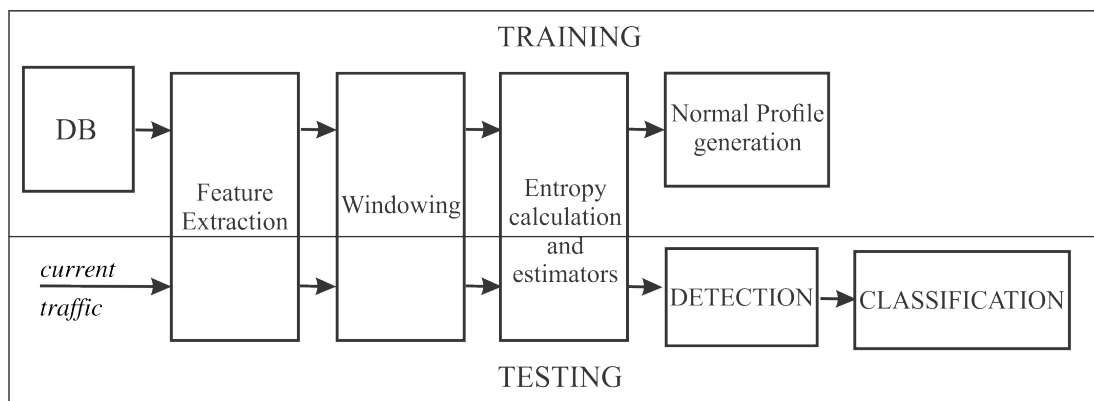 TRAINING
DB
Feature
Extraction
Windowing
Entropy
calculation
and
estimators
Normal Profile
generation
current
traffic
DETECTION
CLASSIFICATION
TESTING